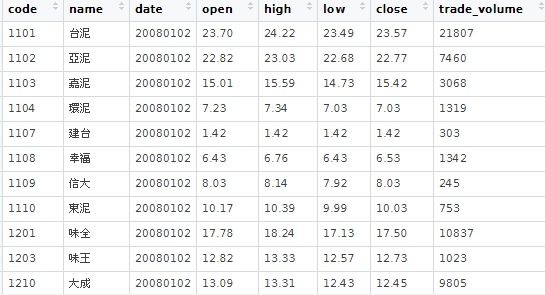 code name date open high low close trade_volume
1101 台泥 20080102 23.70 24.22 23.49 23.57 21807
1102 亞泥 20080102 22.82 23.03 22.68 22.77 7460
1103 嘉泥 20080102 15.01 15.59 14.73 15.42 3068
1104 環泥 20080102 7.23 7.34 7.03 7.03 1319
1107 建台 20080102 1.42 1.42 1.42 1.42 303
1108 幸福 20080102 6.43 6.76 6.43 6.53 1342
1109 信大 20080102 8.03 8.14 7.92 8.03 245
1110 東泥 20080102 10.17 10.39 9.99 10.03 753
1201 味全 20080102 17.78 18.24 17.13 17.50 10837
1203 味王 20080102 12.82 13.33 12.57 12.73 1023
1210 大成 20080102 13.09 13.31 12.43 12.45 9805